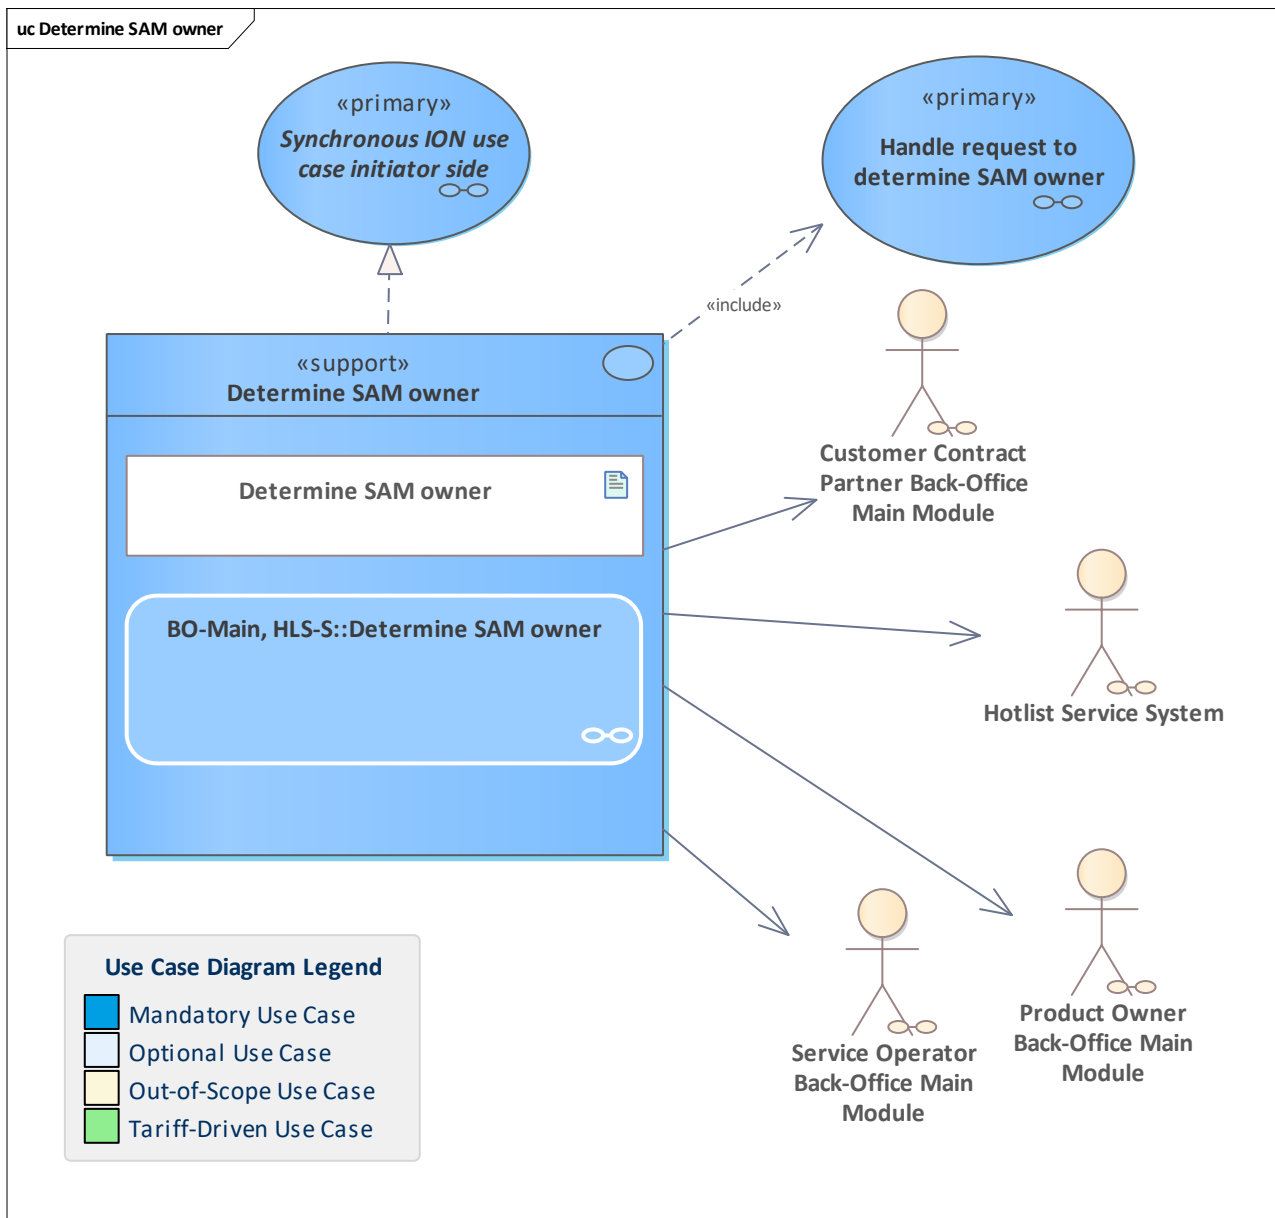 uc Determine SAM owner
«primary»
Synchronous ION use
case initiator side
«primary»
Handle request to
determine SAM owner
«include»
«support»
Determine SAM owner
Determine SAM owner
BO-Main, HLS-S::Determine SAM owner
Customer Contract
Partner Back-Office
Main Module
Hotlist Service System
Service Operator
Back-Office Main
Module
Product Owner
Back-Office Main
Module
Use Case Diagram Legend
Mandatory Use Case
Optional Use Case
Out-of-Scope Use Case
Tariff-Driven Use Case